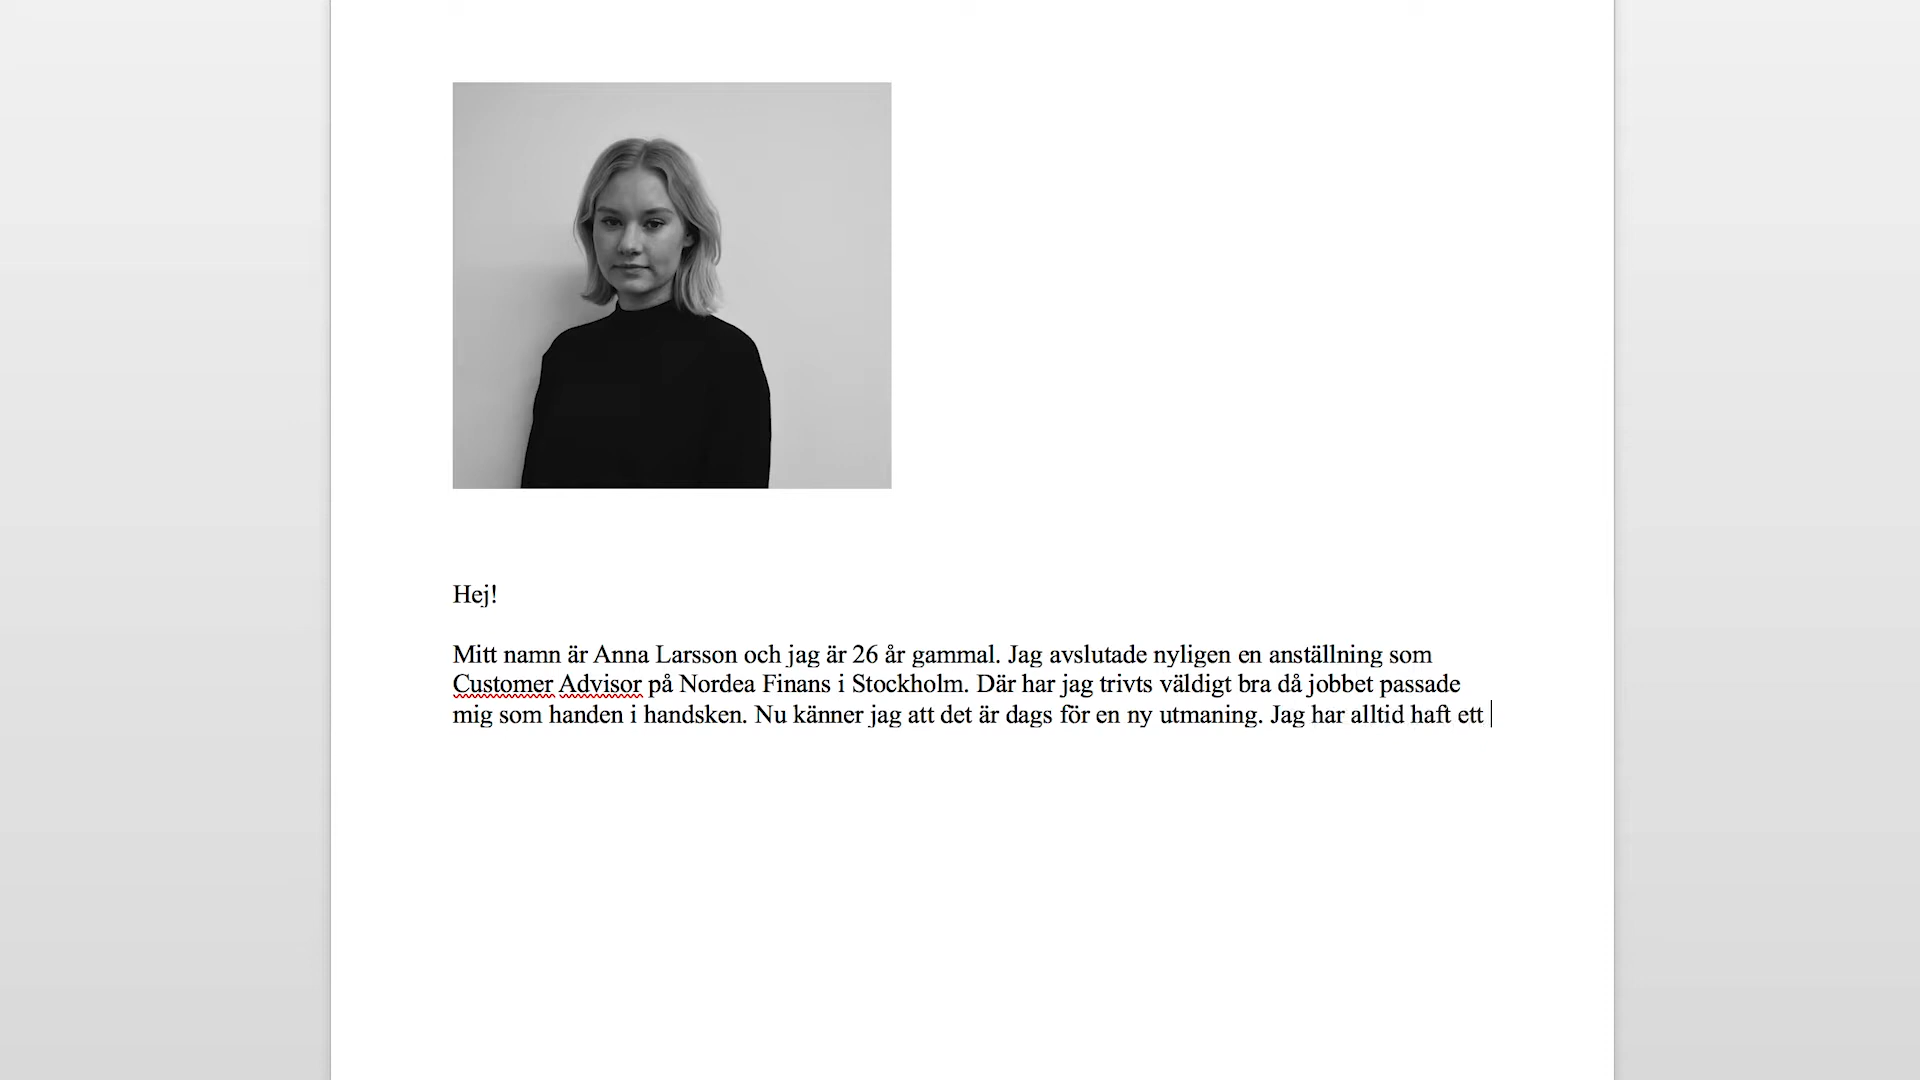 Hej!
Mitt namn är Anna Larsson och jag är 26 år gammal. Jag avslutade nyligen en anställning som
Customer Advisor på Nordea Finans i Stockholm. Där har jag trivts väldigt bra då jobbet passade
mig som handen i handsken. Nu känner jag att det är dags för en ny utmaning. Jag har alltid haft ett